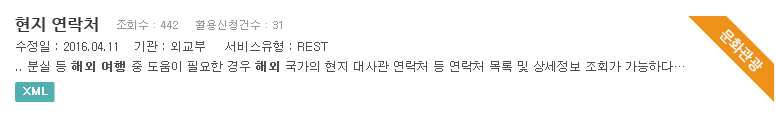 현지 연락처 조회수 : 442 활용신청건수 : 31
수정일 : 2016.04.11 기관 : 외교부 서비스유형 : REST
.. 분실 등 해외 여행 중 도움이 필요한 경우 해외 국가의 현지 대사관 연락처 등 연락처 목록 및 상세정보 조회가 가능하다…
XML
문화관광